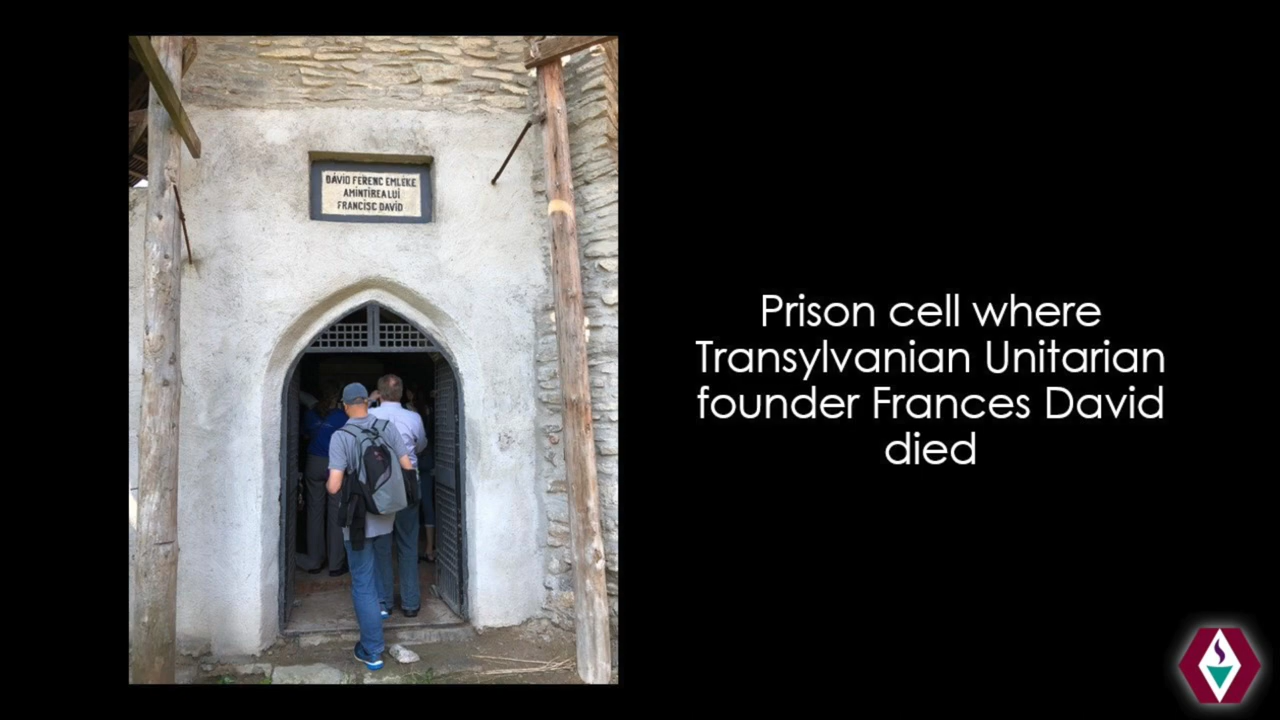 DÁVID FERENC EMLÉKE
AMINTIREA LUI
FRANCISC DAVID
Prison cell where
Transylvanian Unitarian
founder Frances David
died